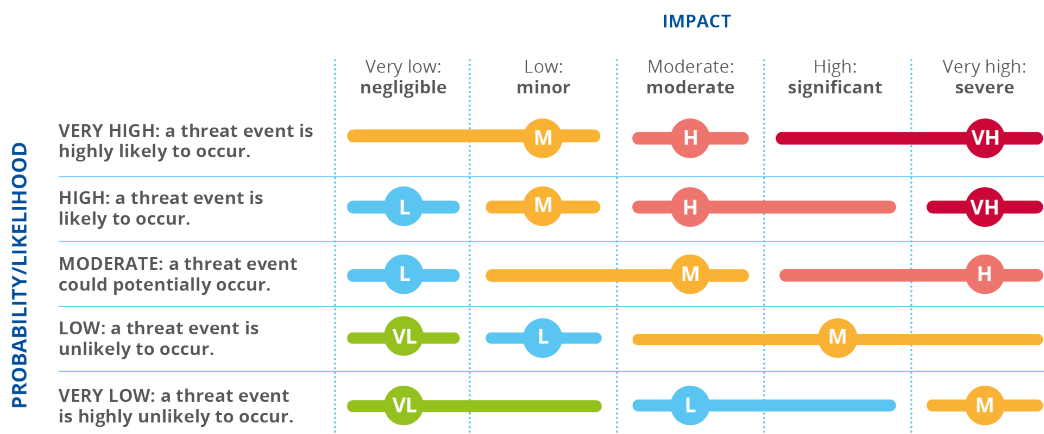 IMPACT
Very low:
negligible
Low:
minor
Moderate:
moderate
High:
significant
Very high:
severe
PROBABILITY/LIKELIHOOD
VERY HIGH: a threat event is
highly likely to occur.
M
H
VH
HIGH: a threat event is
likely to occur.
L
M
H
VH
MODERATE: a threat event
could potentially occur.
L
M
H
LOW: a threat event is
unlikely to occur.
VL
L
M
VERY LOW: a threat event
is highly unlikely to occur.
VL
L
M